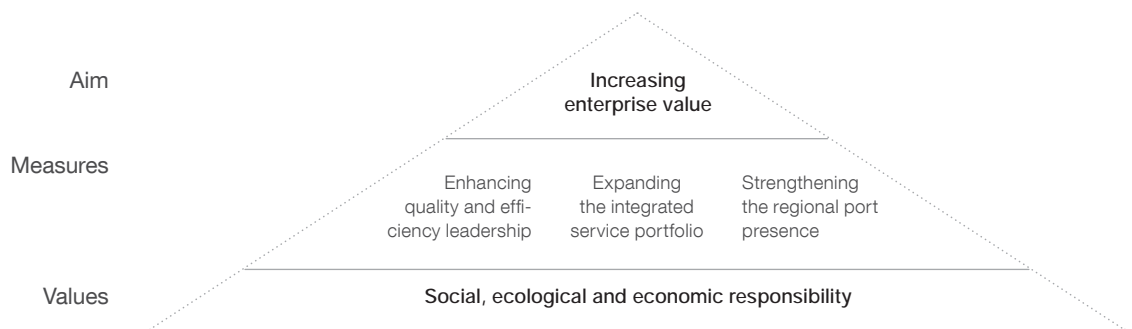 Aim
Increasing
enterprise value
Measures
Enhancing
quality and effi-
ciency leadership
Expanding
the integrated
service portfolio
Strengthening
the regional port
presence
Values
Social, ecological and economic responsibility